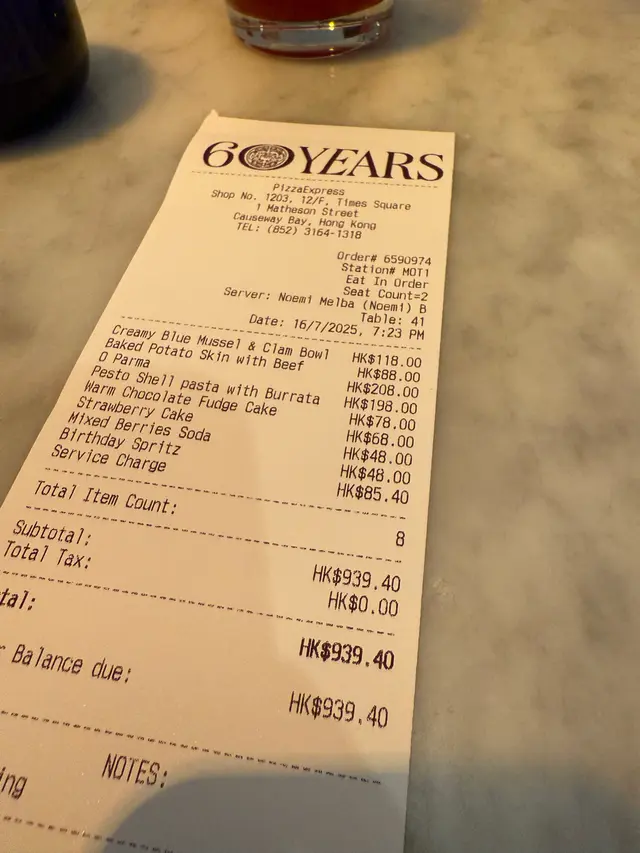 60 YEARS
PizzaExpress
Shop No. 1203, 12/F, Times Square
1 Matheson Street
Causeway Bay, Hong Kong
TEL: (852) 3164-1318
Order# 6590974
Station# MOT1
Eat In Order
Seat Count=2
Server: Noemi Melba (Noemi) B
Table: 41
Date: 16/7/2025, 7:23 PM
Creamy Blue Mussel & Clam Bowl HK$118.00
Baked Potato Skin with Beef HK$88.00
O Parma HK$208.00
Pesto Shell pasta with Burrata HK$198.00
Warm Chocolate Fudge Cake HK$78.00
Strawberry Cake HK$68.00
Mixed Berries Soda HK$48.00
Birthday Spritz HK$48.00
Service Charge HK$85.40
Total Item Count: 8
Subtotal: HK$939.40
Total Tax: HK$0.00
tal: HK$939.40
Balance due: HK$939.40
NOTES:
ing